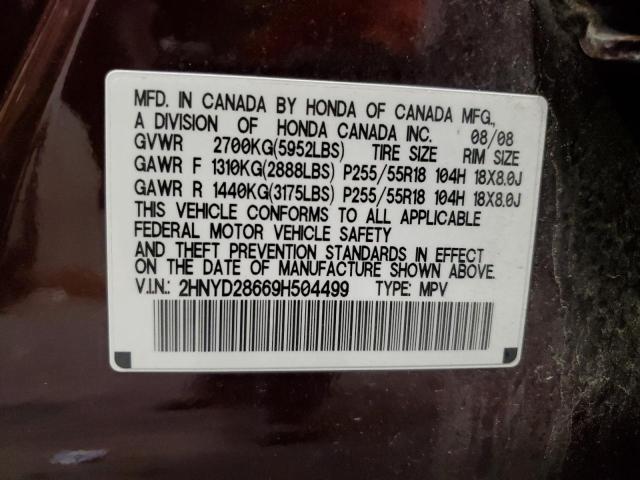 MFD. IN CANADA BY HONDA OF CANADA MFG.,
A DIVISION OF HONDA CANADA INC. 08/08
GVWR 2700KG(5952LBS) TIRE SIZE RIM SIZE
GAWR F 1310KG(2888LBS) P255/55R18 104H 18X8.0J
GAWR R 1440KG(3175LBS) P255/55R18 104H 18X8.0J
THIS VEHICLE CONFORMS TO ALL APPLICABLE
FEDERAL MOTOR VEHICLE SAFETY
AND THEFT PREVENTION STANDARDS IN EFFECT
ON THE DATE OF MANUFACTURE SHOWN ABOVE.
V.I.N: 2HNYD28669H504499 TYPE: MPV